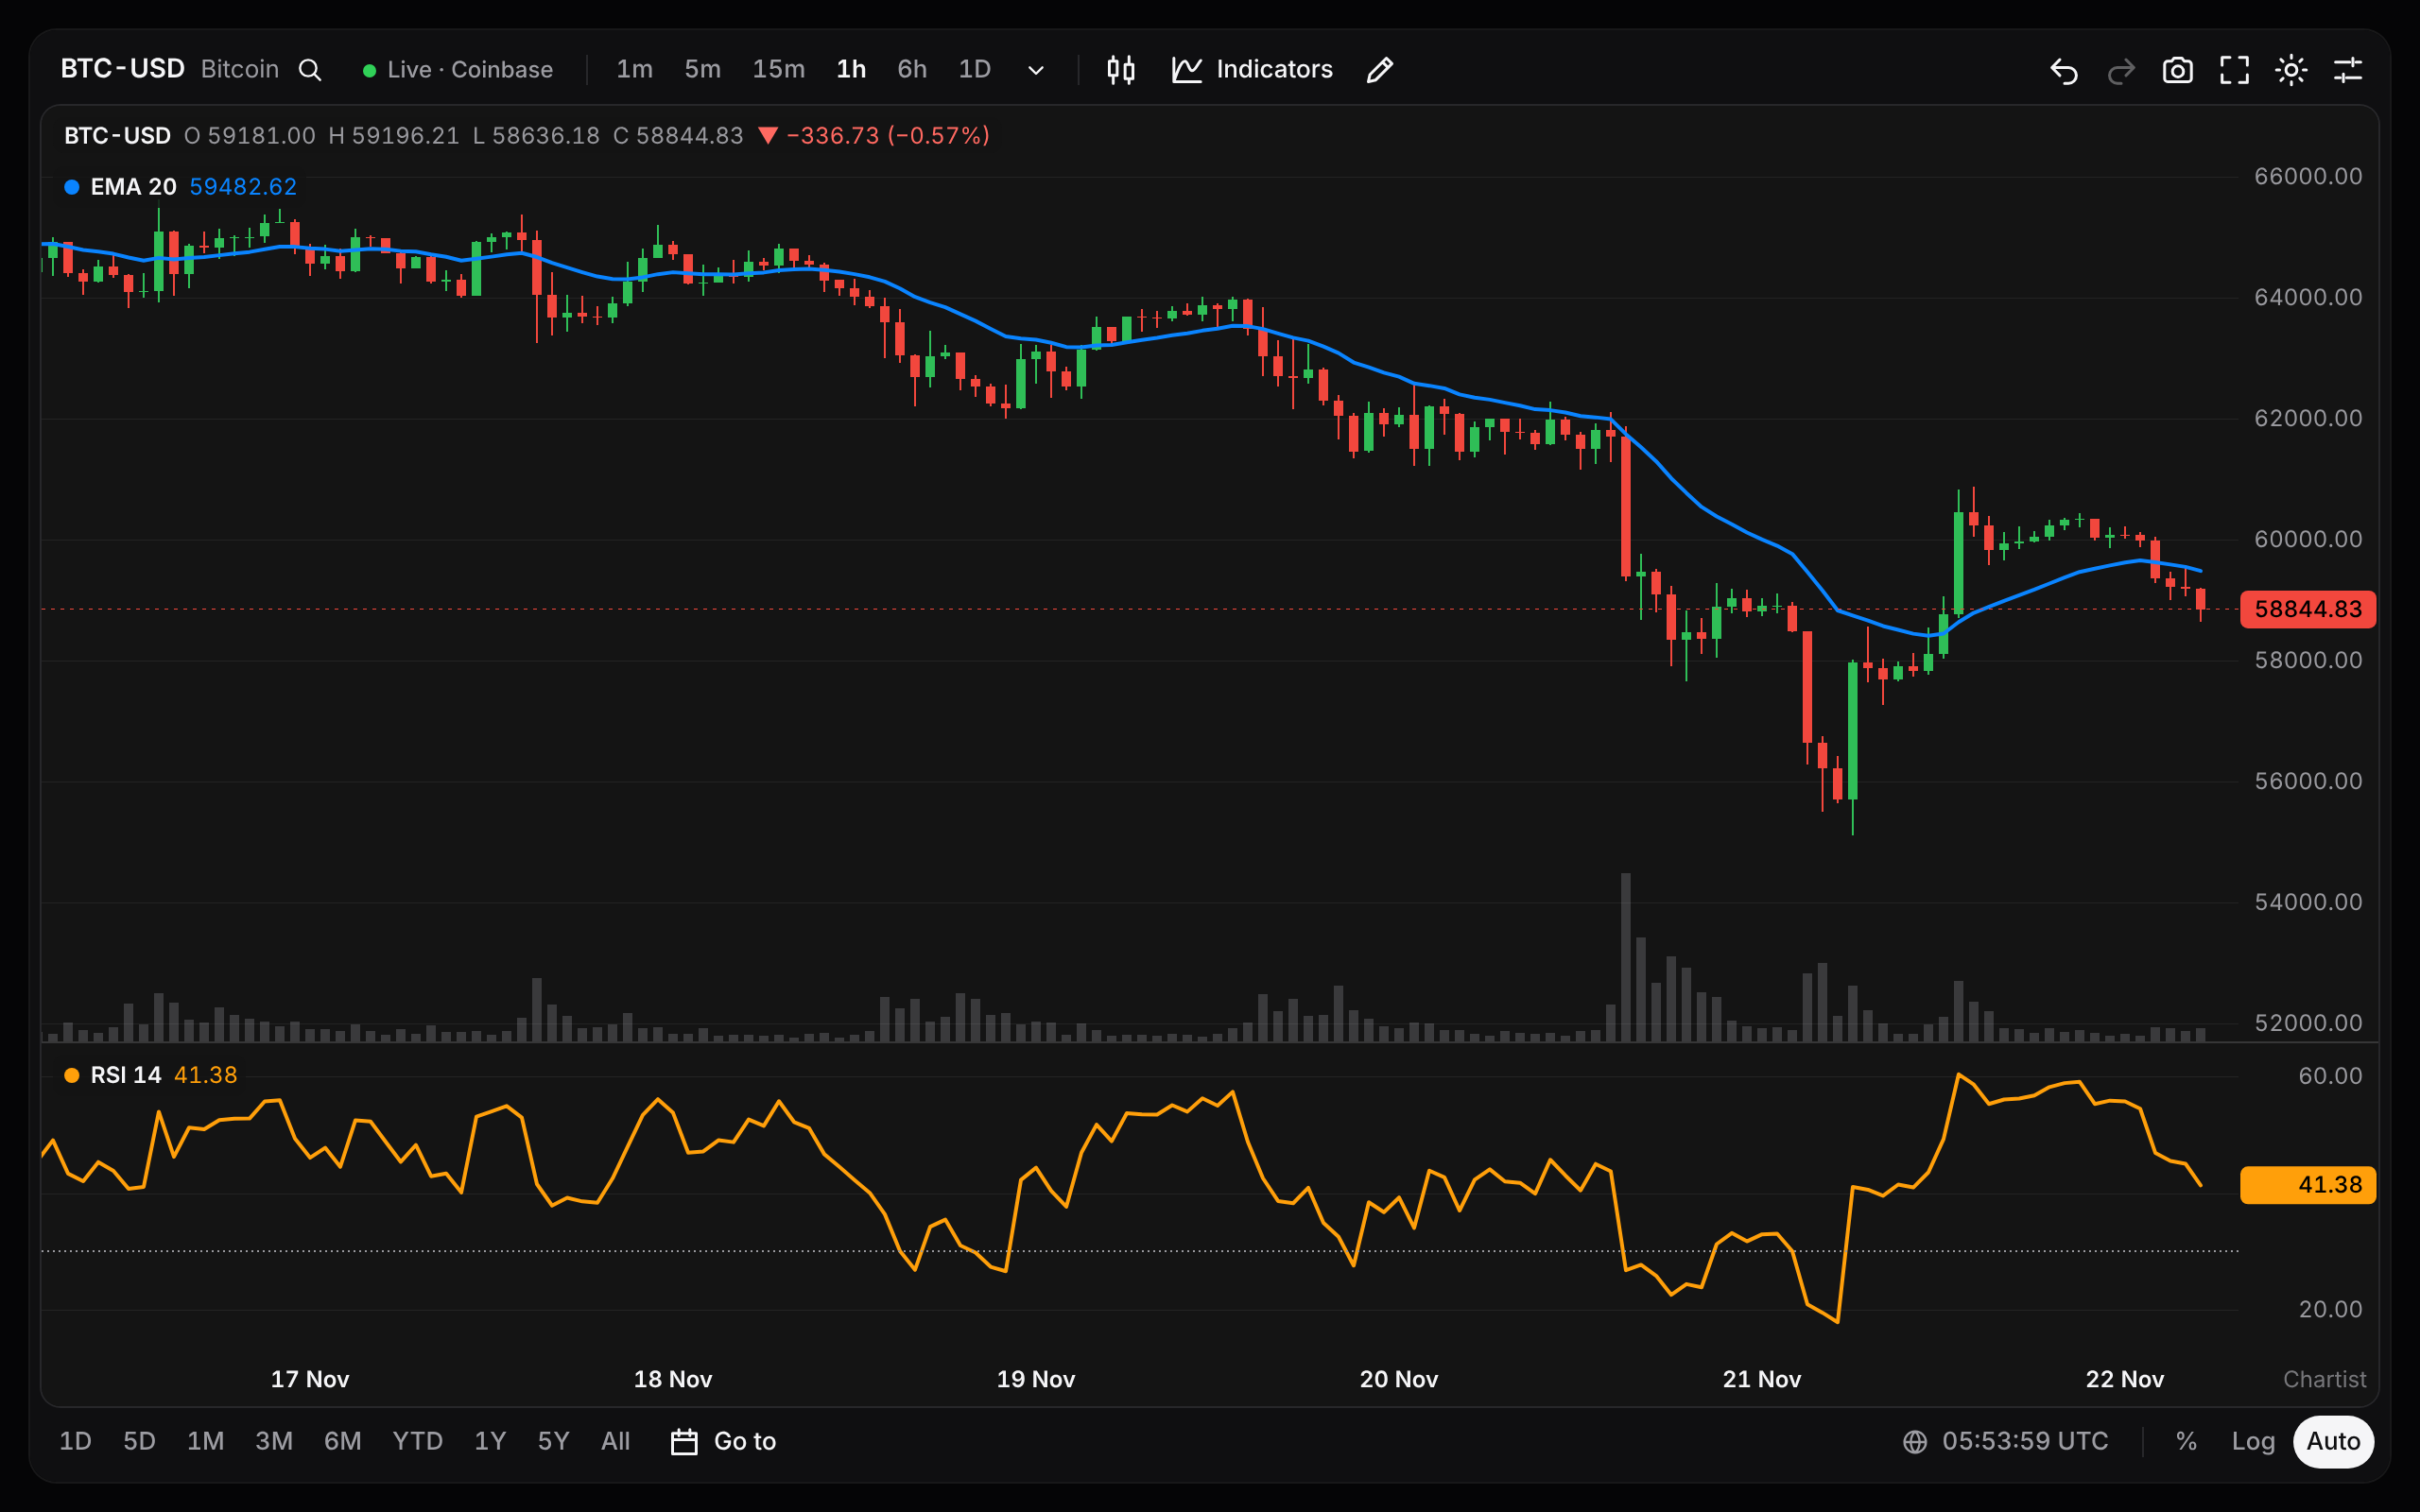 BTC-USD Bitcoin Live · Coinbase 1m 5m 15m 1h 6h 1D Indicators
BTC-USD O 59181.00 H 59196.21 L 58636.18 C 58844.83 ▼ −336.73 (−0.57%)
EMA 20 59482.62
66000.00
64000.00
62000.00
60000.00
58844.83
58000.00
56000.00
54000.00
52000.00
RSI 14 41.38
60.00
41.38
20.00
17 Nov 18 Nov 19 Nov 20 Nov 21 Nov 22 Nov Chartist
1D 5D 1M 3M 6M YTD 1Y 5Y All Go to 05:53:59 UTC % Log Auto